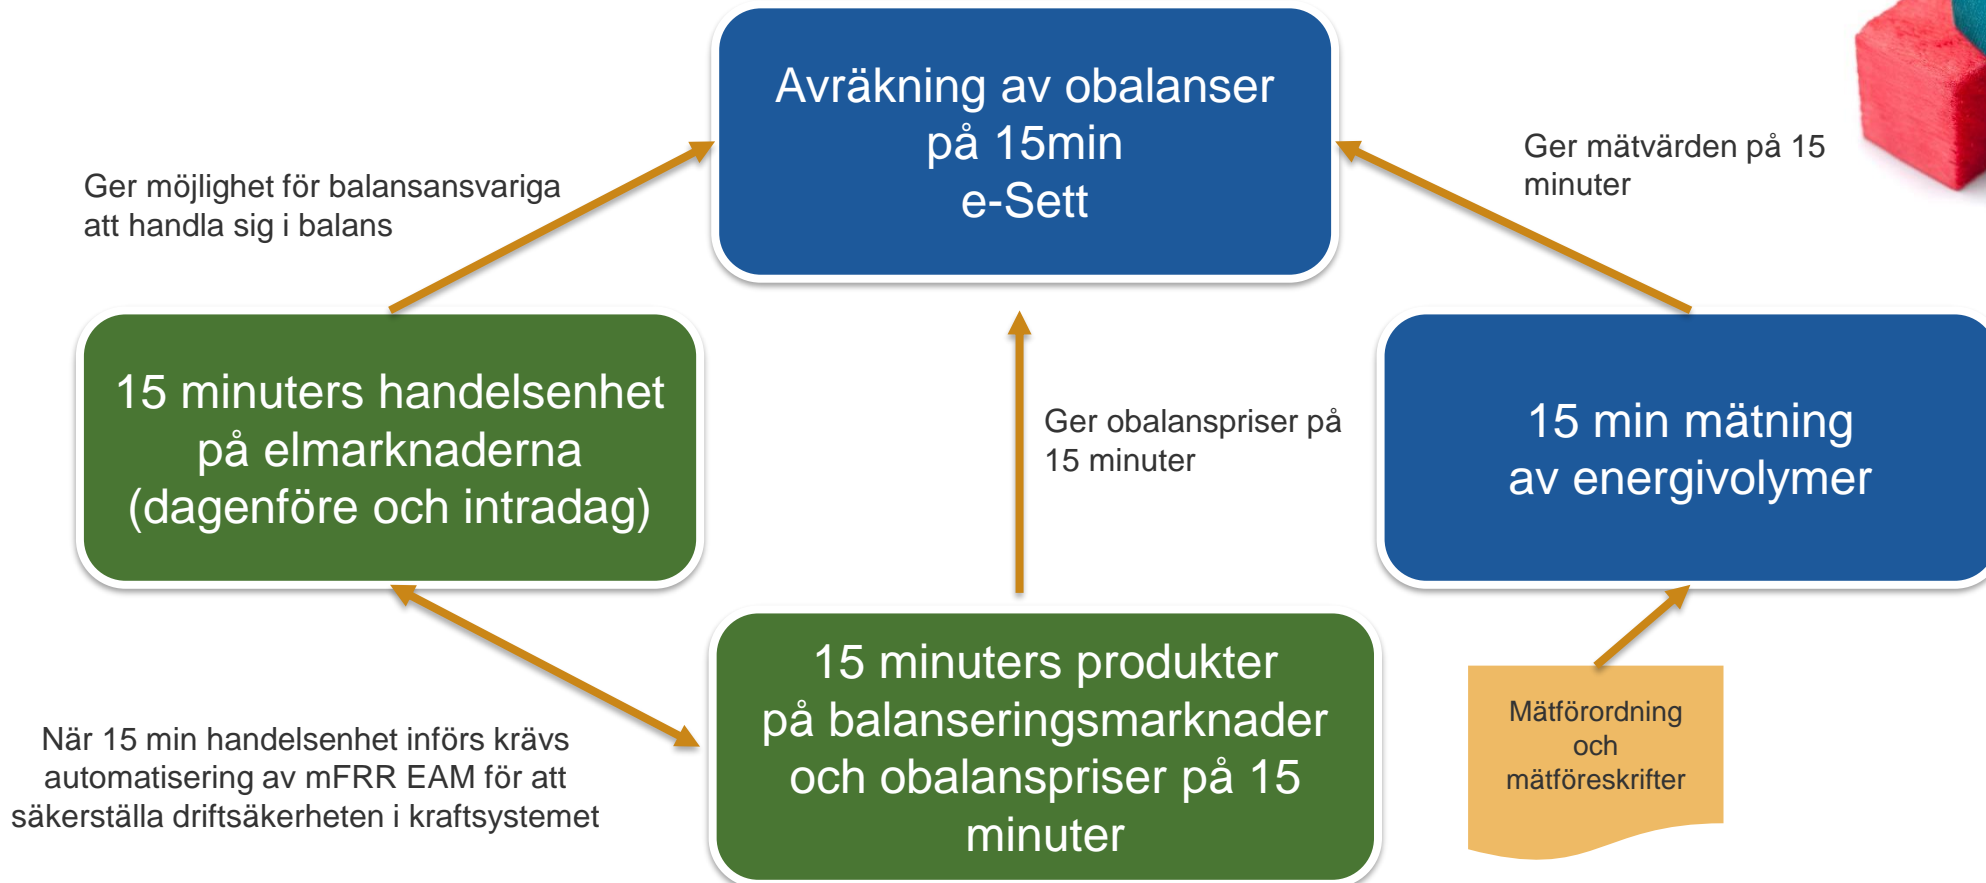 Avräkning av obalanser
på 15min
e-Sett
Ger möjlighet för balansansvariga
att handla sig i balans
Ger mätvärden på 15
minuter
15 minuters handelsenhet
på elmarknaderna
(dagenföre och intradag)
Ger obalanspriser på
15 minuter
15 min mätning
av energivolymer
När 15 min handelsenhet införs krävs
automatisering av mFRR EAM för att
säkerställa driftsäkerheten i kraftsystemet
15 minuters produkter
på balanseringsmarknader
och obalanspriser på 15
minuter
Mätförordning
och
mätföreskrifter